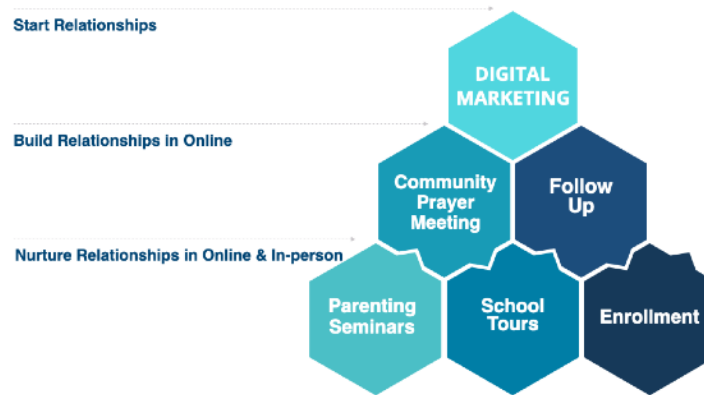 Start Relationships
DIGITAL
MARKETING
Build Relationships in Online
Community
Prayer
Meeting
Follow
Up
Nurture Relationships in Online & In-person
Parenting
Seminars
School
Tours
Enrollment